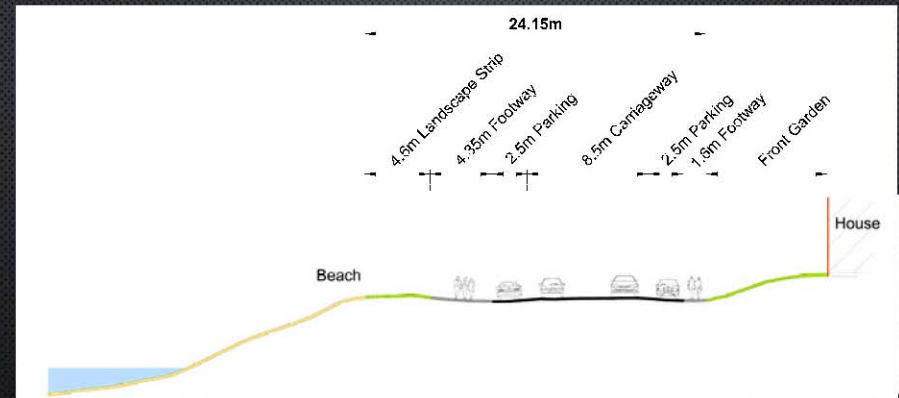 24.15m
4.6m Landscape Strip
4.35m Footway
2.5m Parking
8.5m Carriageway
2.5m Parking
1.6m Footway
Front Garden
House
Beach